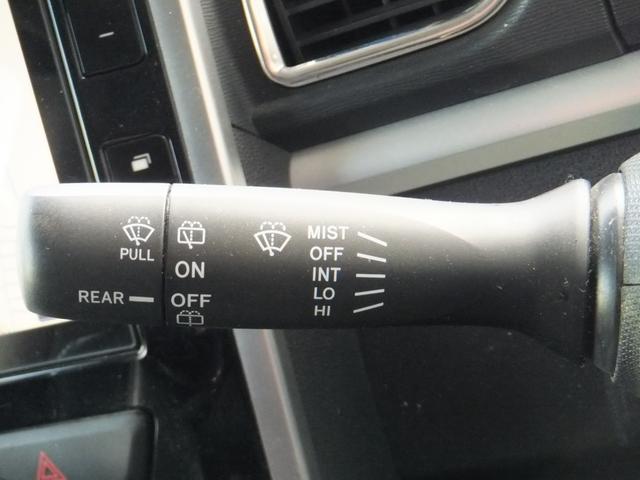 PULL
REAR
ON
OFF
MIST
OFF
INT
LO
HI